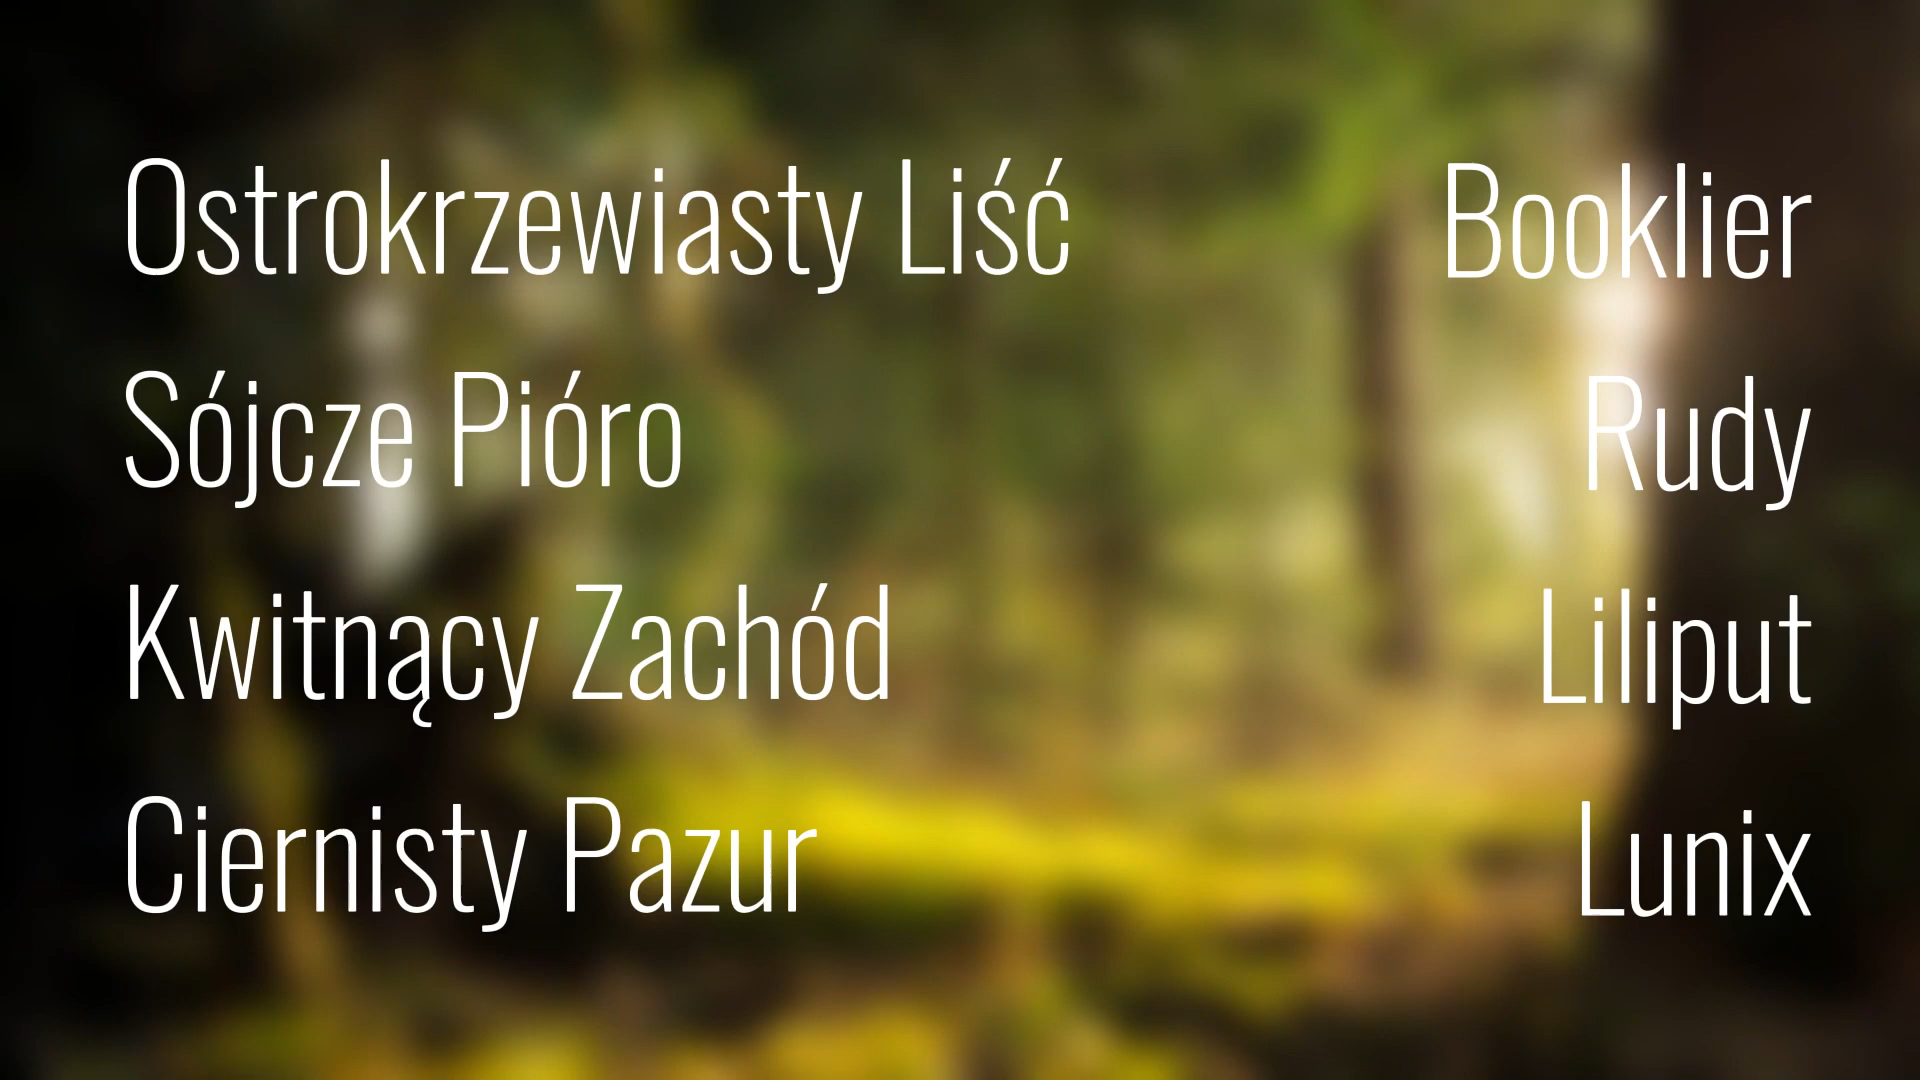 Ostrokrzewiasty Liść Booklier
Sójcze Pióro Rudy
Kwitnący Zachód Liliput
Ciernisty Pazur Lunix